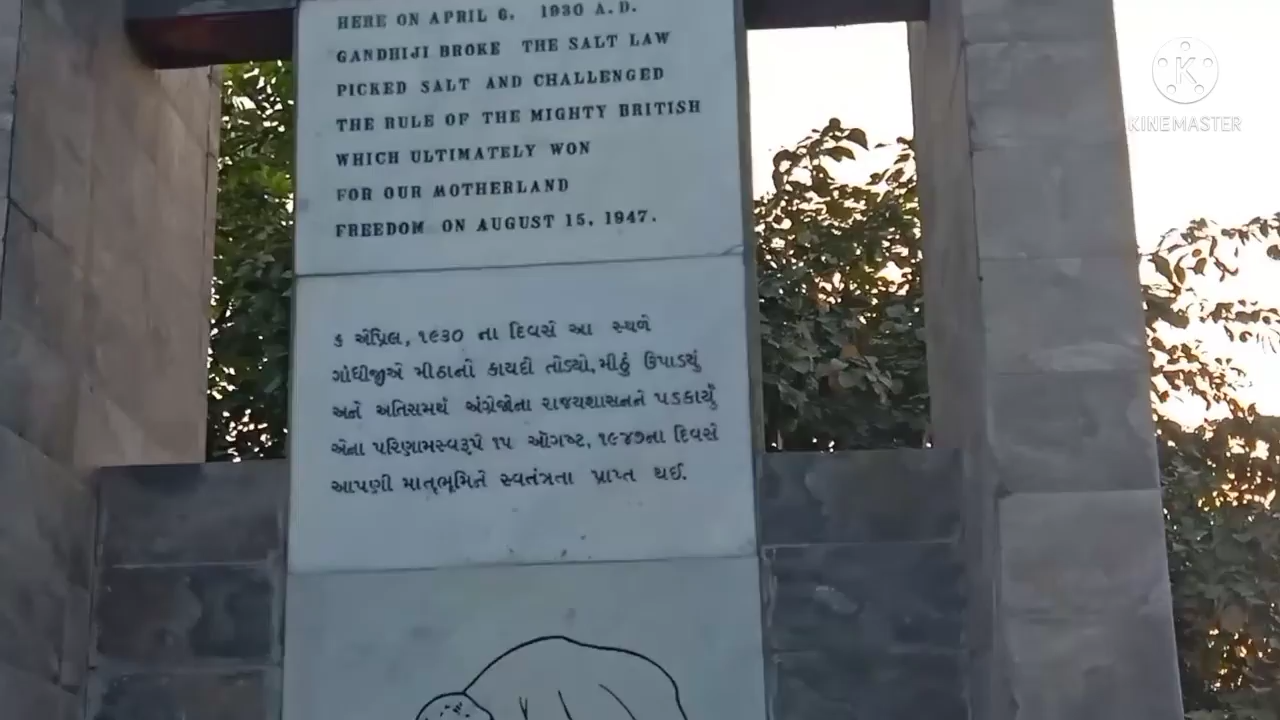 HERE ON APRIL 6, 1930 A.D.
GANDHIJI BROKE THE SALT LAW
PICKED SALT AND CHALLENGED
THE RULE OF THE MIGHTY BRITISH
WHICH ULTIMATELY WON
FOR OUR MOTHERLAND
FREEDOM ON AUGUST 15, 1947.
૬ એપ્રિલ, ૧૯૩૦ ના દિવસે આ સ્થળે
ગાંધીજીએ મીઠાનો કાયદો તોડ્યો, મીઠું ઉપાડ્યું
અને અતિસમર્થ અંગ્રેજોના રાજ્યશાસનને પડકાર્યું
એના પરિણામસ્વરૂપે ૧૫ ઑગષ્ટ, ૧૯૪૭ના દિવસે
આપણી માતૃભૂમિને સ્વતંત્રતા પ્રાપ્ત થઈ.
KINEMASTER